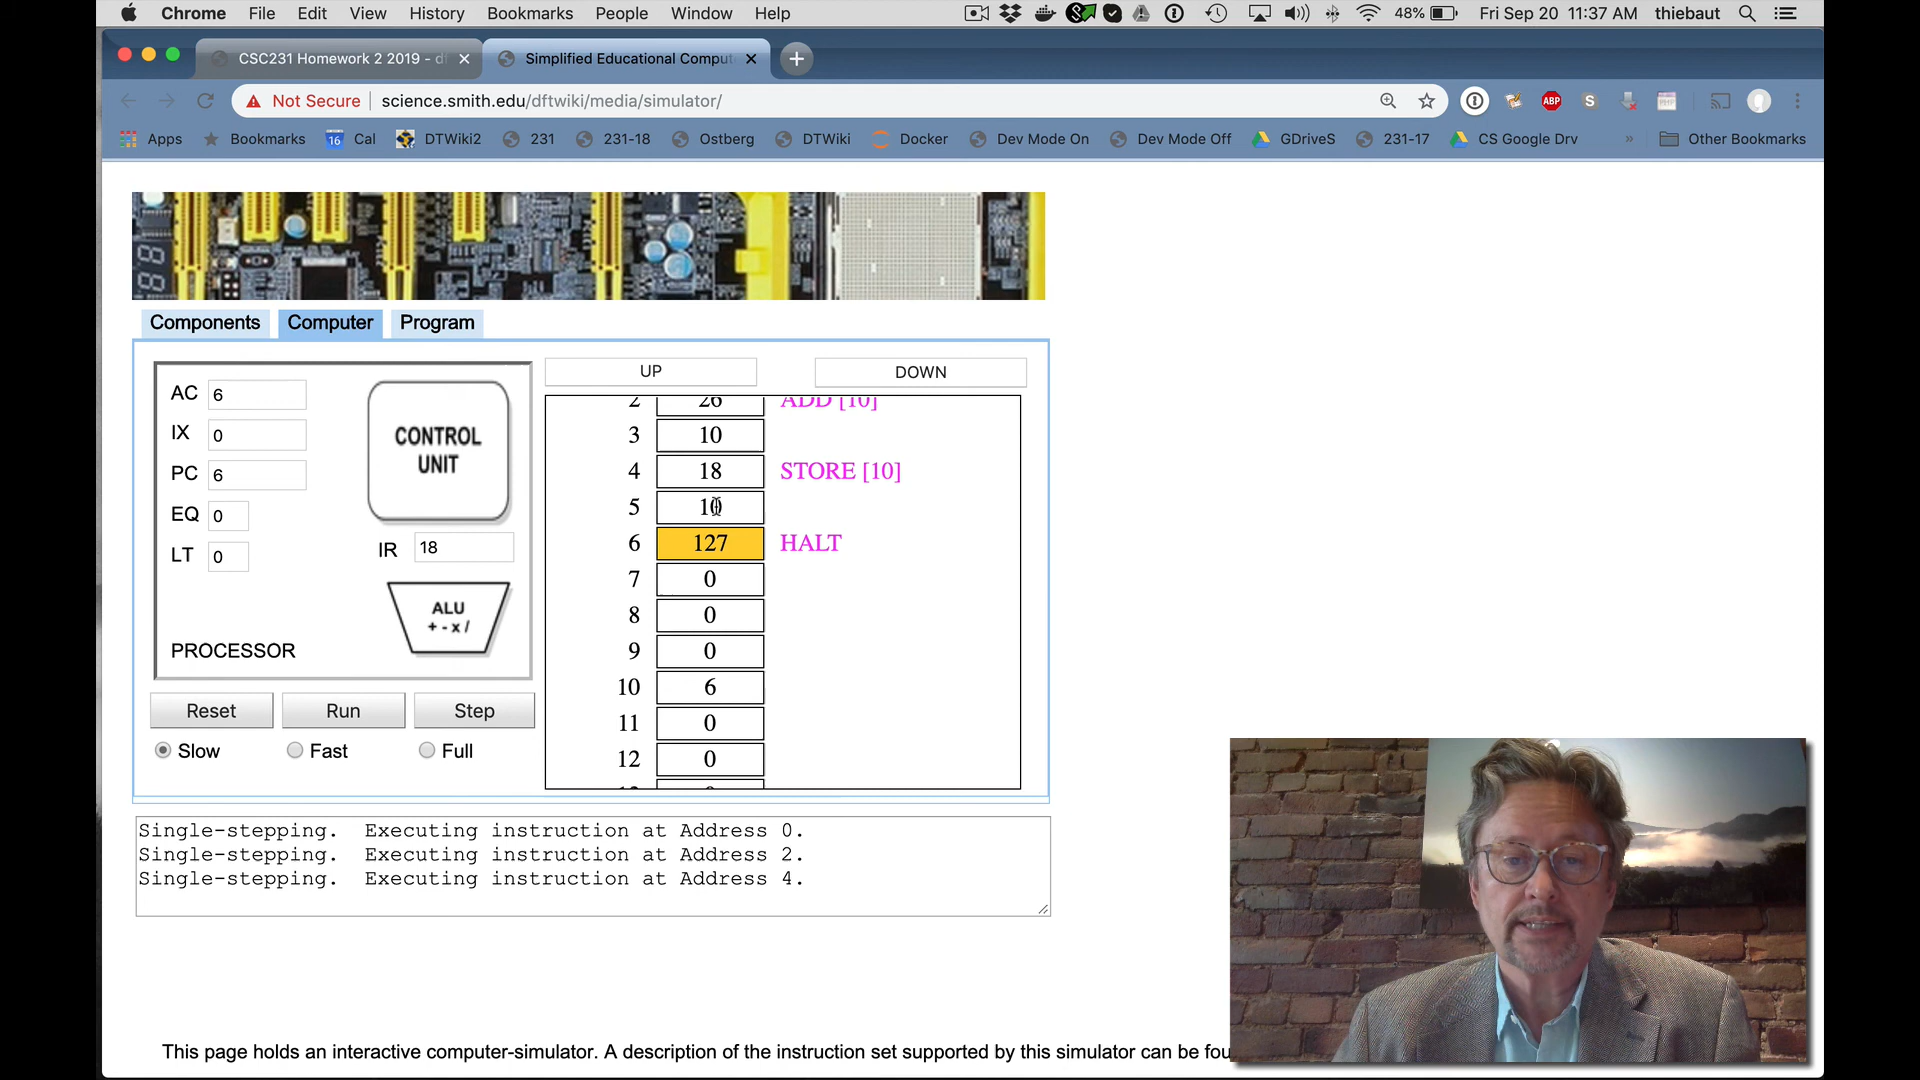 Chrome File Edit View History Bookmarks People Window Help 48% Fri Sep 20 11:37 AM thiebaut
CSC231 Homework 2 2019 - df
Simplified Educational Comput
Not Secure science.smith.edu/dftwiki/media/simulator/
ABP S
Apps Bookmarks 16 Cal DTWiki2 231 231-18 Ostberg DTWiki Docker Dev Mode On Dev Mode Off GDriveS 231-17 CS Google Drv » Other Bookmarks
Components Computer Program
UP DOWN
AC 6
IX 0
PC 6
EQ 0
LT 0
CONTROL
UNIT
IR 18
ALU
+ - x /
PROCESSOR
Reset Run Step
Slow Fast Full
2 26 ADD [10]
3 10
4 18 STORE [10]
5 10
6 127 HALT
7 0
8 0
9 0
10 6
11 0
12 0
Single-stepping. Executing instruction at Address 0.
Single-stepping. Executing instruction at Address 2.
Single-stepping. Executing instruction at Address 4.
This page holds an interactive computer-simulator. A description of the instruction set supported by this simulator can be fou